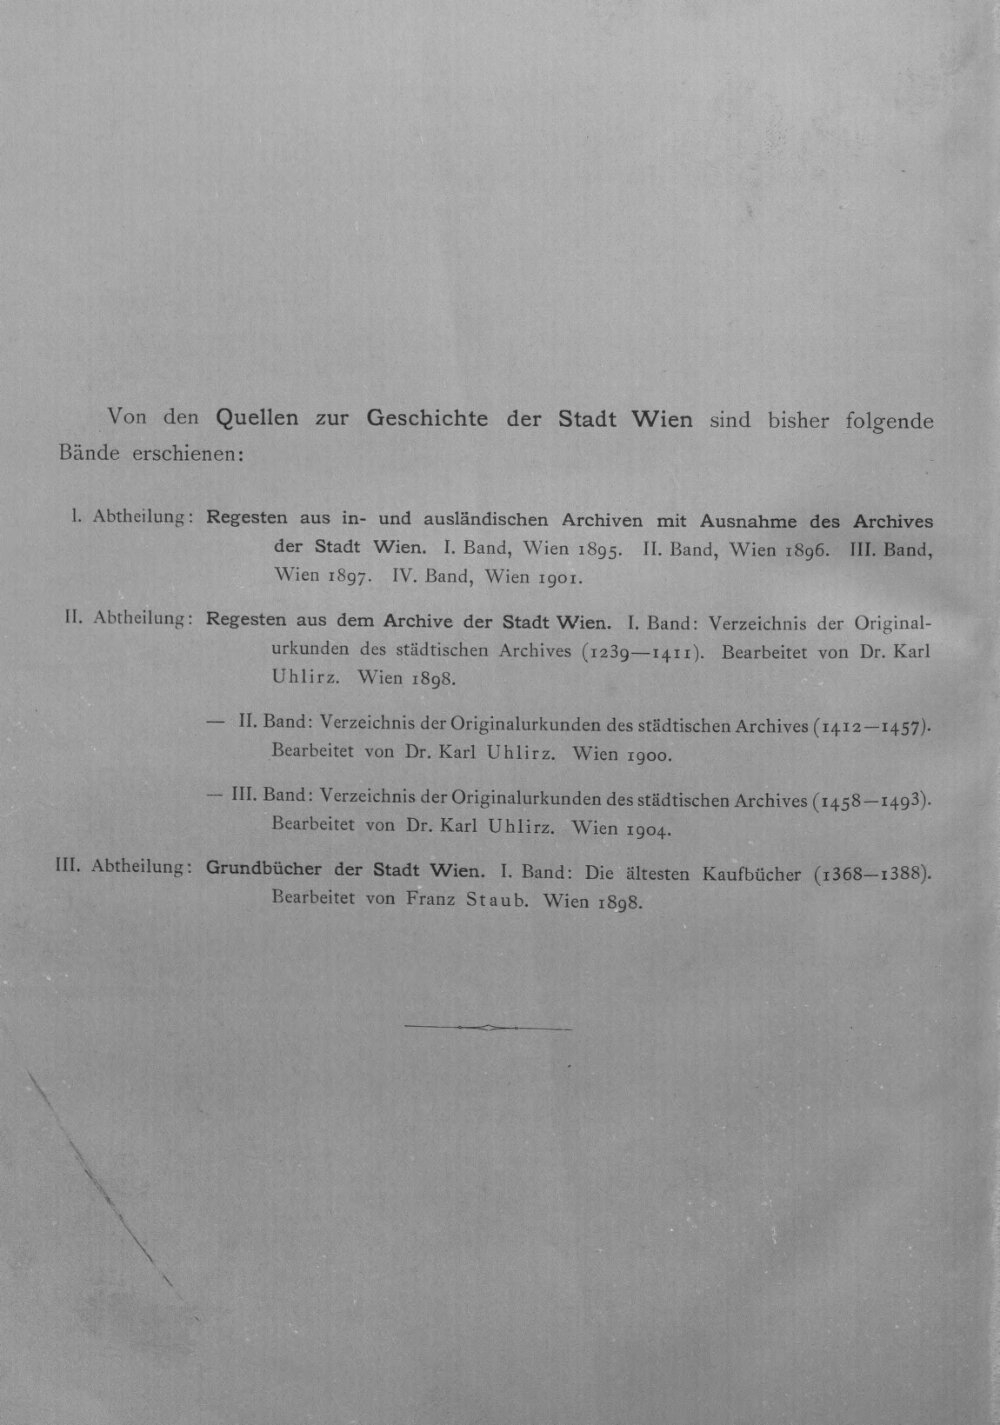 Von den Quellen zur Geschichte der Stadt Wien sind bisher folgende
Bände erschienen:
I. Abtheilung: Regesten aus in- und ausländischen Archiven mit Ausnahme des Archives
der Stadt Wien. I. Band, Wien 1895. II. Band, Wien 1896. III. Band,
Wien 1897. IV. Band, Wien 1901.
II. Abtheilung: Regesten aus dem Archive der Stadt Wien. I. Band: Verzeichnis der Original-
urkunden des städtischen Archives (1239—1411). Bearbeitet von Dr. Karl
Uhlirz. Wien 1898.
— II. Band: Verzeichnis der Originalurkunden des städtischen Archives (1412—1457).
Bearbeitet von Dr. Karl Uhlirz. Wien 1900.
— III. Band: Verzeichnis der Originalurkunden des städtischen Archives (1458—1493).
Bearbeitet von Dr. Karl Uhlirz. Wien 1904.
III. Abtheilung: Grundbücher der Stadt Wien. I. Band: Die ältesten Kaufbücher (1368—1388).
Bearbeitet von Franz Staub. Wien 1898.